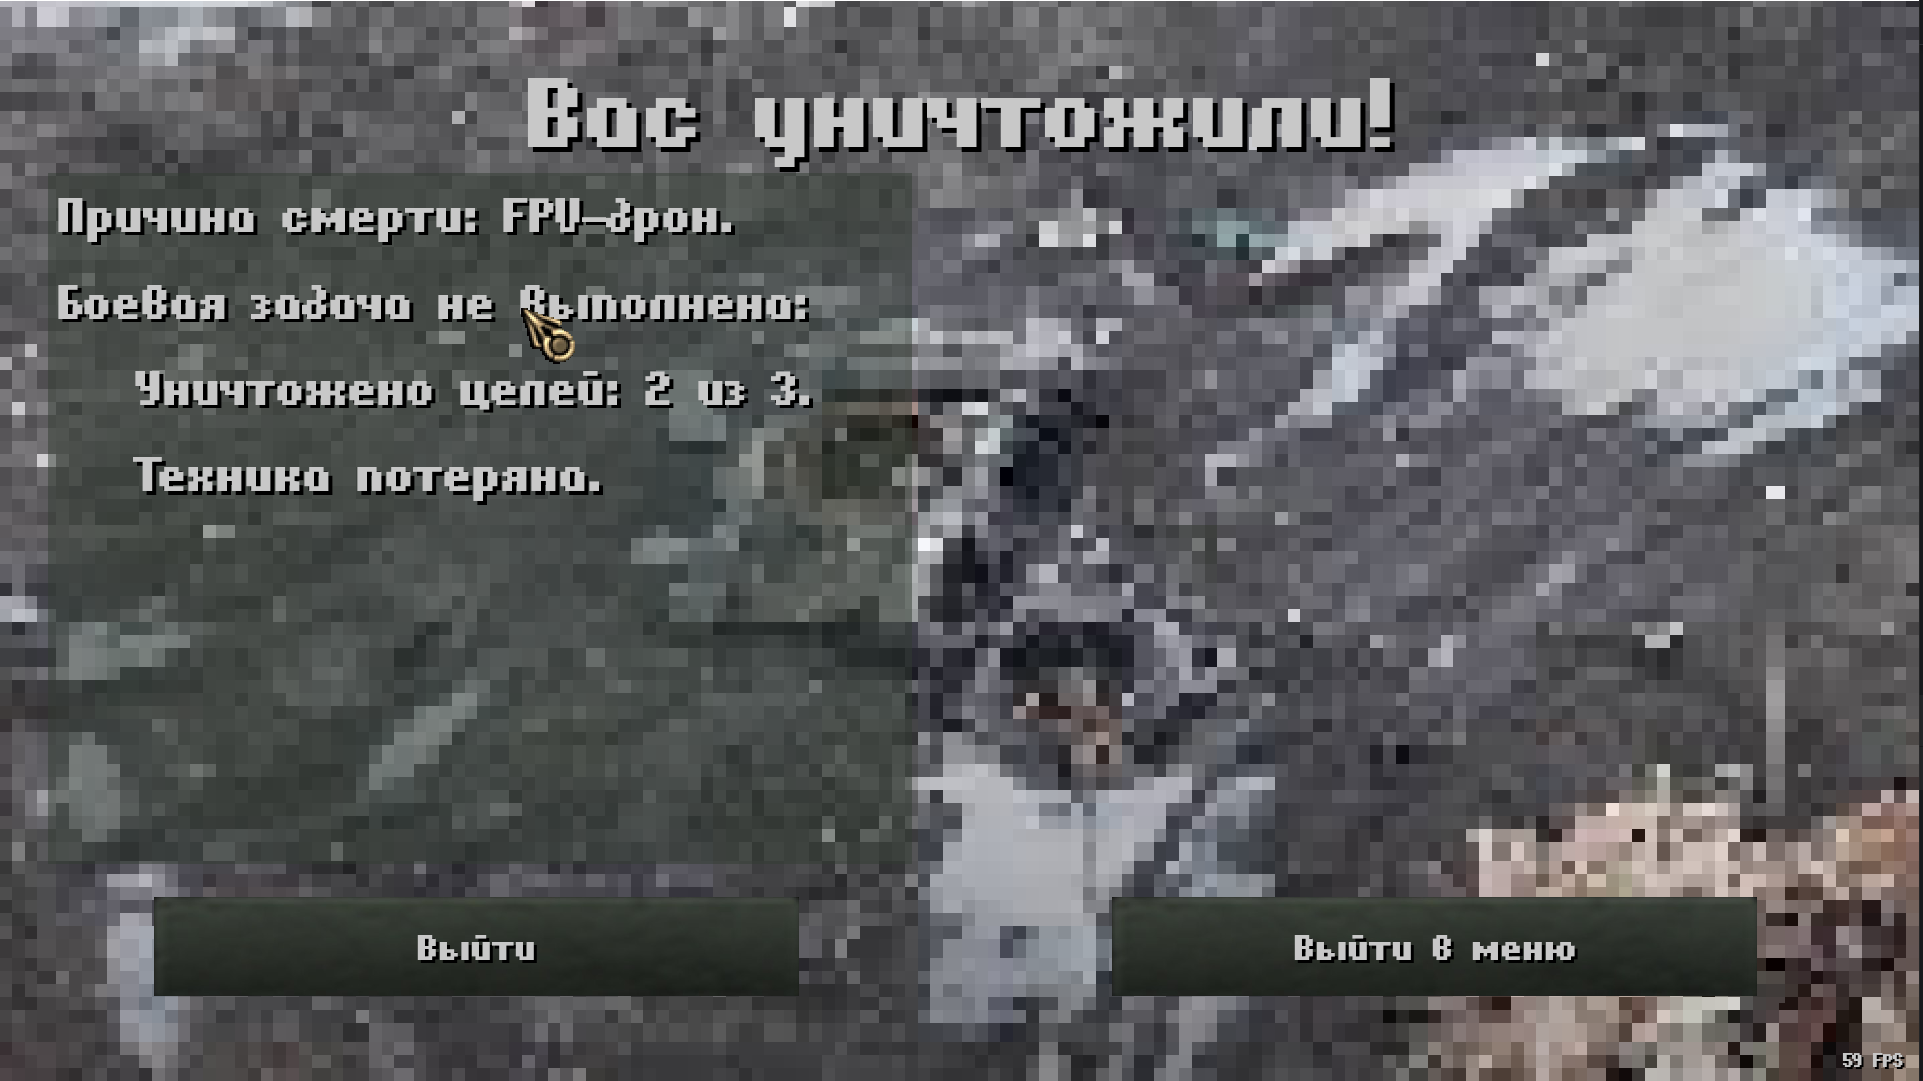 Вас уничтожили!
Причина смерти: FPV-дрон.
Боевая задача не выполнена:
Уничтожено целей: 2 из 3.
Техника потеряна.
Выйти
Выйти в меню
59 FPS